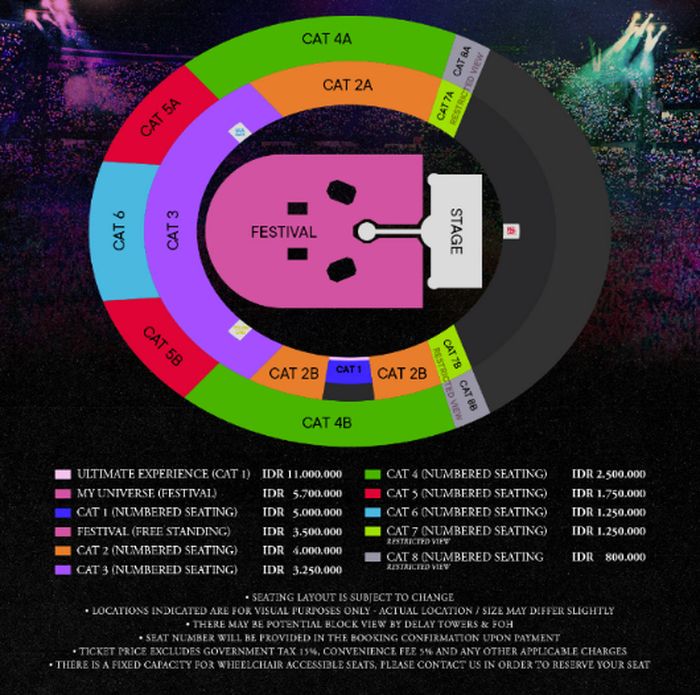 CAT 4A
CAT 8A
RESTRICTED VIEW
CAT 2A
CAT 7A
CAT 5A
CAT 6
CAT 3
FESTIVAL
STAGE
CAT 5B
CAT 2B
CAT 1
CAT 2B
CAT 7B
RESTRICTED VIEW
CAT 8B
CAT 4B
ULTIMATE EXPERIENCE (CAT 1) IDR 11.000.000
MY UNIVERSE (FESTIVAL) IDR 5.700.000
CAT 1 (NUMBERED SEATING) IDR 5.000.000
FESTIVAL (FREE STANDING) IDR 3.500.000
CAT 2 (NUMBERED SEATING) IDR 4.000.000
CAT 3 (NUMBERED SEATING) IDR 3.250.000
CAT 4 (NUMBERED SEATING) IDR 2.500.000
CAT 5 (NUMBERED SEATING) IDR 1.750.000
CAT 6 (NUMBERED SEATING) IDR 1.250.000
CAT 7 (NUMBERED SEATING) IDR 1.250.000
RESTRICTED VIEW
CAT 8 (NUMBERED SEATING IDR 800.000
RESTRICTED VIEW
• SEATING LAYOUT IS SUBJECT TO CHANGE
• LOCATIONS INDICATED ARE FOR VISUAL PURPOSES ONLY - ACTUAL LOCATION / SIZE MAY DIFFER SLIGHTLY
• THERE MAY BE POTENTIAL BLOCK VIEW BY DELAY TOWERS & FOH
• SEAT NUMBER WILL BE PROVIDED IN THE BOOKING CONFIRMATION UPON PAYMENT
• TICKET PRICE EXCLUDES GOVERNMENT TAX 15%, CONVENIENCE FEE 5% AND ANY OTHER APPLICABLE CHARGES
• THERE IS A FIXED CAPACITY FOR WHEELCHAIR ACCESSIBLE SEATS, PLEASE CONTACT US IN ORDER TO RESERVE YOUR SEAT